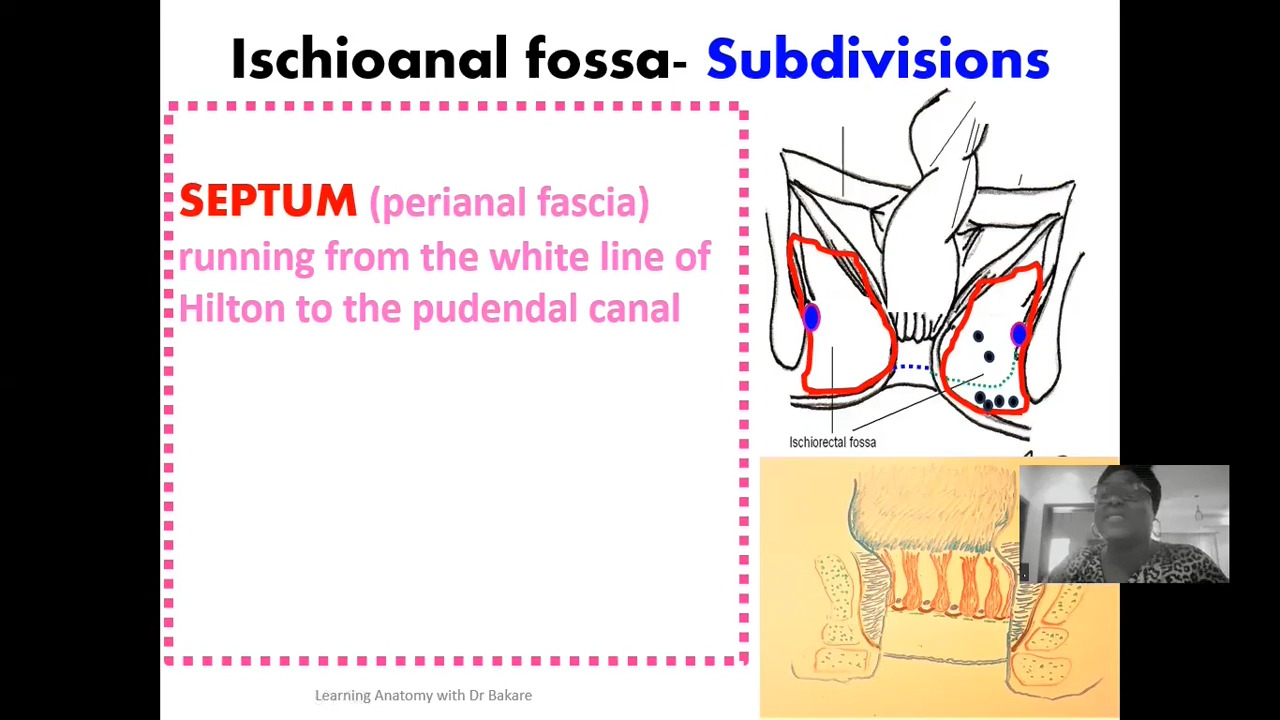 Ischioanal fossa- Subdivisions
SEPTUM (perianal fascia)
running from the white line of
Hilton to the pudendal canal
Ischiorectal fossa
Learning Anatomy with Dr Bakare